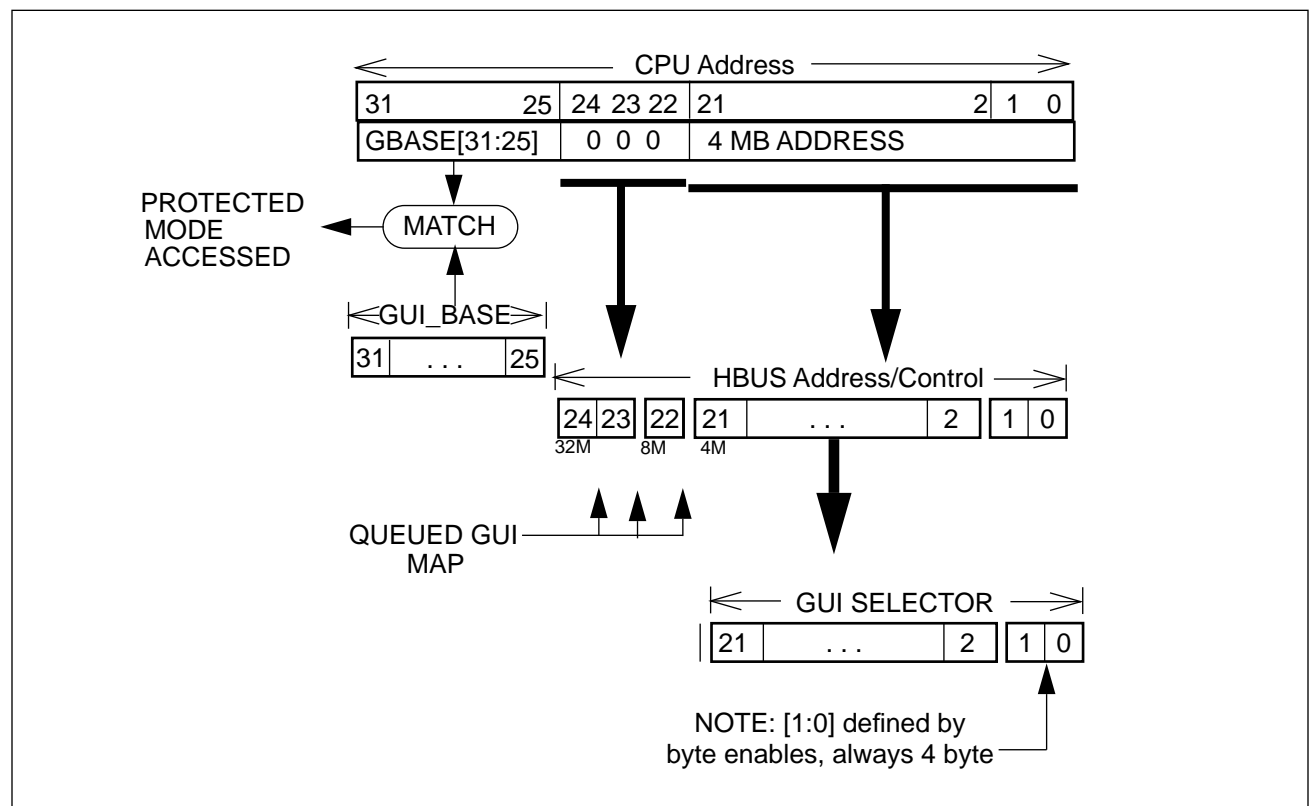 CPU Address
31 25 24 23 22 21 2 1 0
GBASE[31:25] 0 0 0 4 MB ADDRESS
PROTECTED
MODE
ACCESSED
MATCH
GUI_BASE
31 . . . 25
HBUS Address/Control
24 23 22 21 . . . 2 1 0
32M 8M 4M
QUEUED GUI
MAP
GUI SELECTOR
21 . . . 2 1 0
NOTE: [1:0] defined by
byte enables, always 4 byte